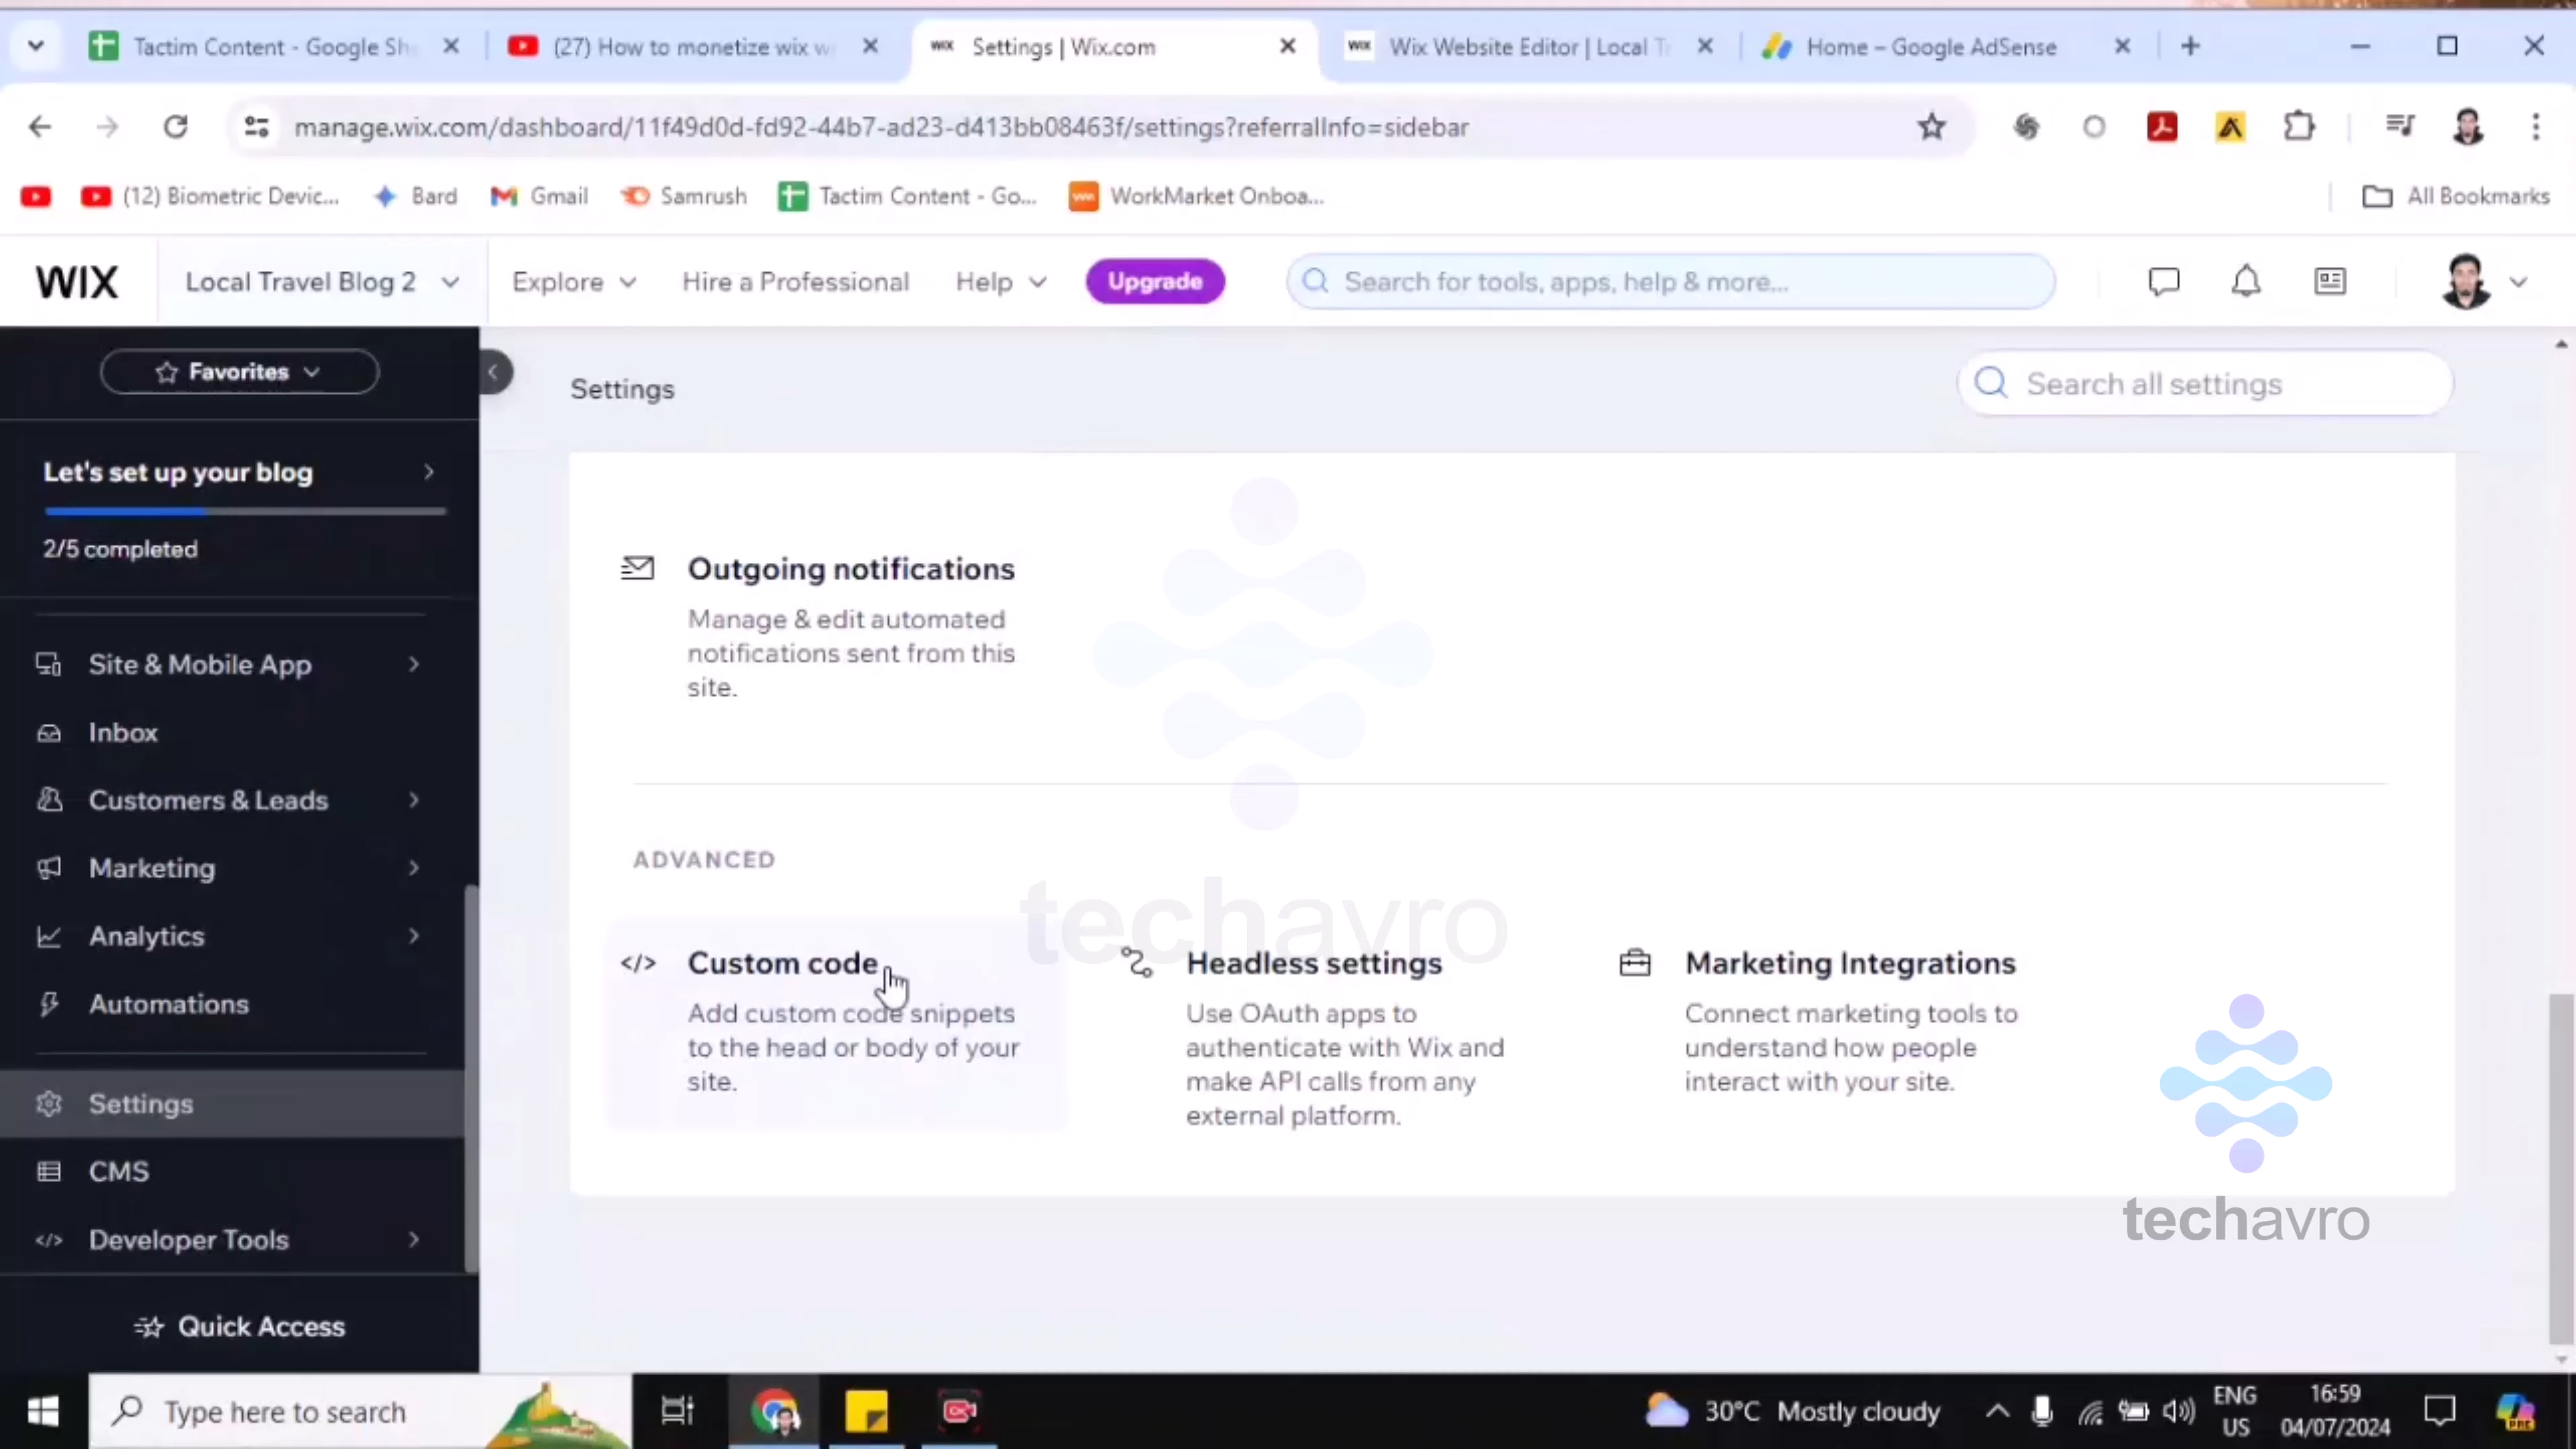 Tactim Content - Google Sh
(27) How to monetize wix w
WIX Settings | Wix.com
WIX Wix Website Editor | Local T
Home – Google AdSense
manage.wix.com/dashboard/11f49d0d-fd92-44b7-ad23-d413bb08463f/settings?referralInfo=sidebar
(12) Biometric Devic...
Bard
Gmail
Samrush
Tactim Content - Go...
WorkMarket Onboa...
All Bookmarks
WIX
Local Travel Blog 2
Explore
Hire a Professional
Help
Upgrade
Search for tools, apps, help & more...
Favorites
Let's set up your blog
2/5 completed
Site & Mobile App
Inbox
Customers & Leads
Marketing
Analytics
Automations
Settings
CMS
Developer Tools
Quick Access
Settings
Search all settings
Outgoing notifications
Manage & edit automated
notifications sent from this
site.
ADVANCED
Custom code
Add custom code snippets
to the head or body of your
site.
Headless settings
Use OAuth apps to
authenticate with Wix and
make API calls from any
external platform.
Marketing Integrations
Connect marketing tools to
understand how people
interact with your site.
techavro
techavro
Type here to search
30°C Mostly cloudy
ENG
US
16:59
04/07/2024